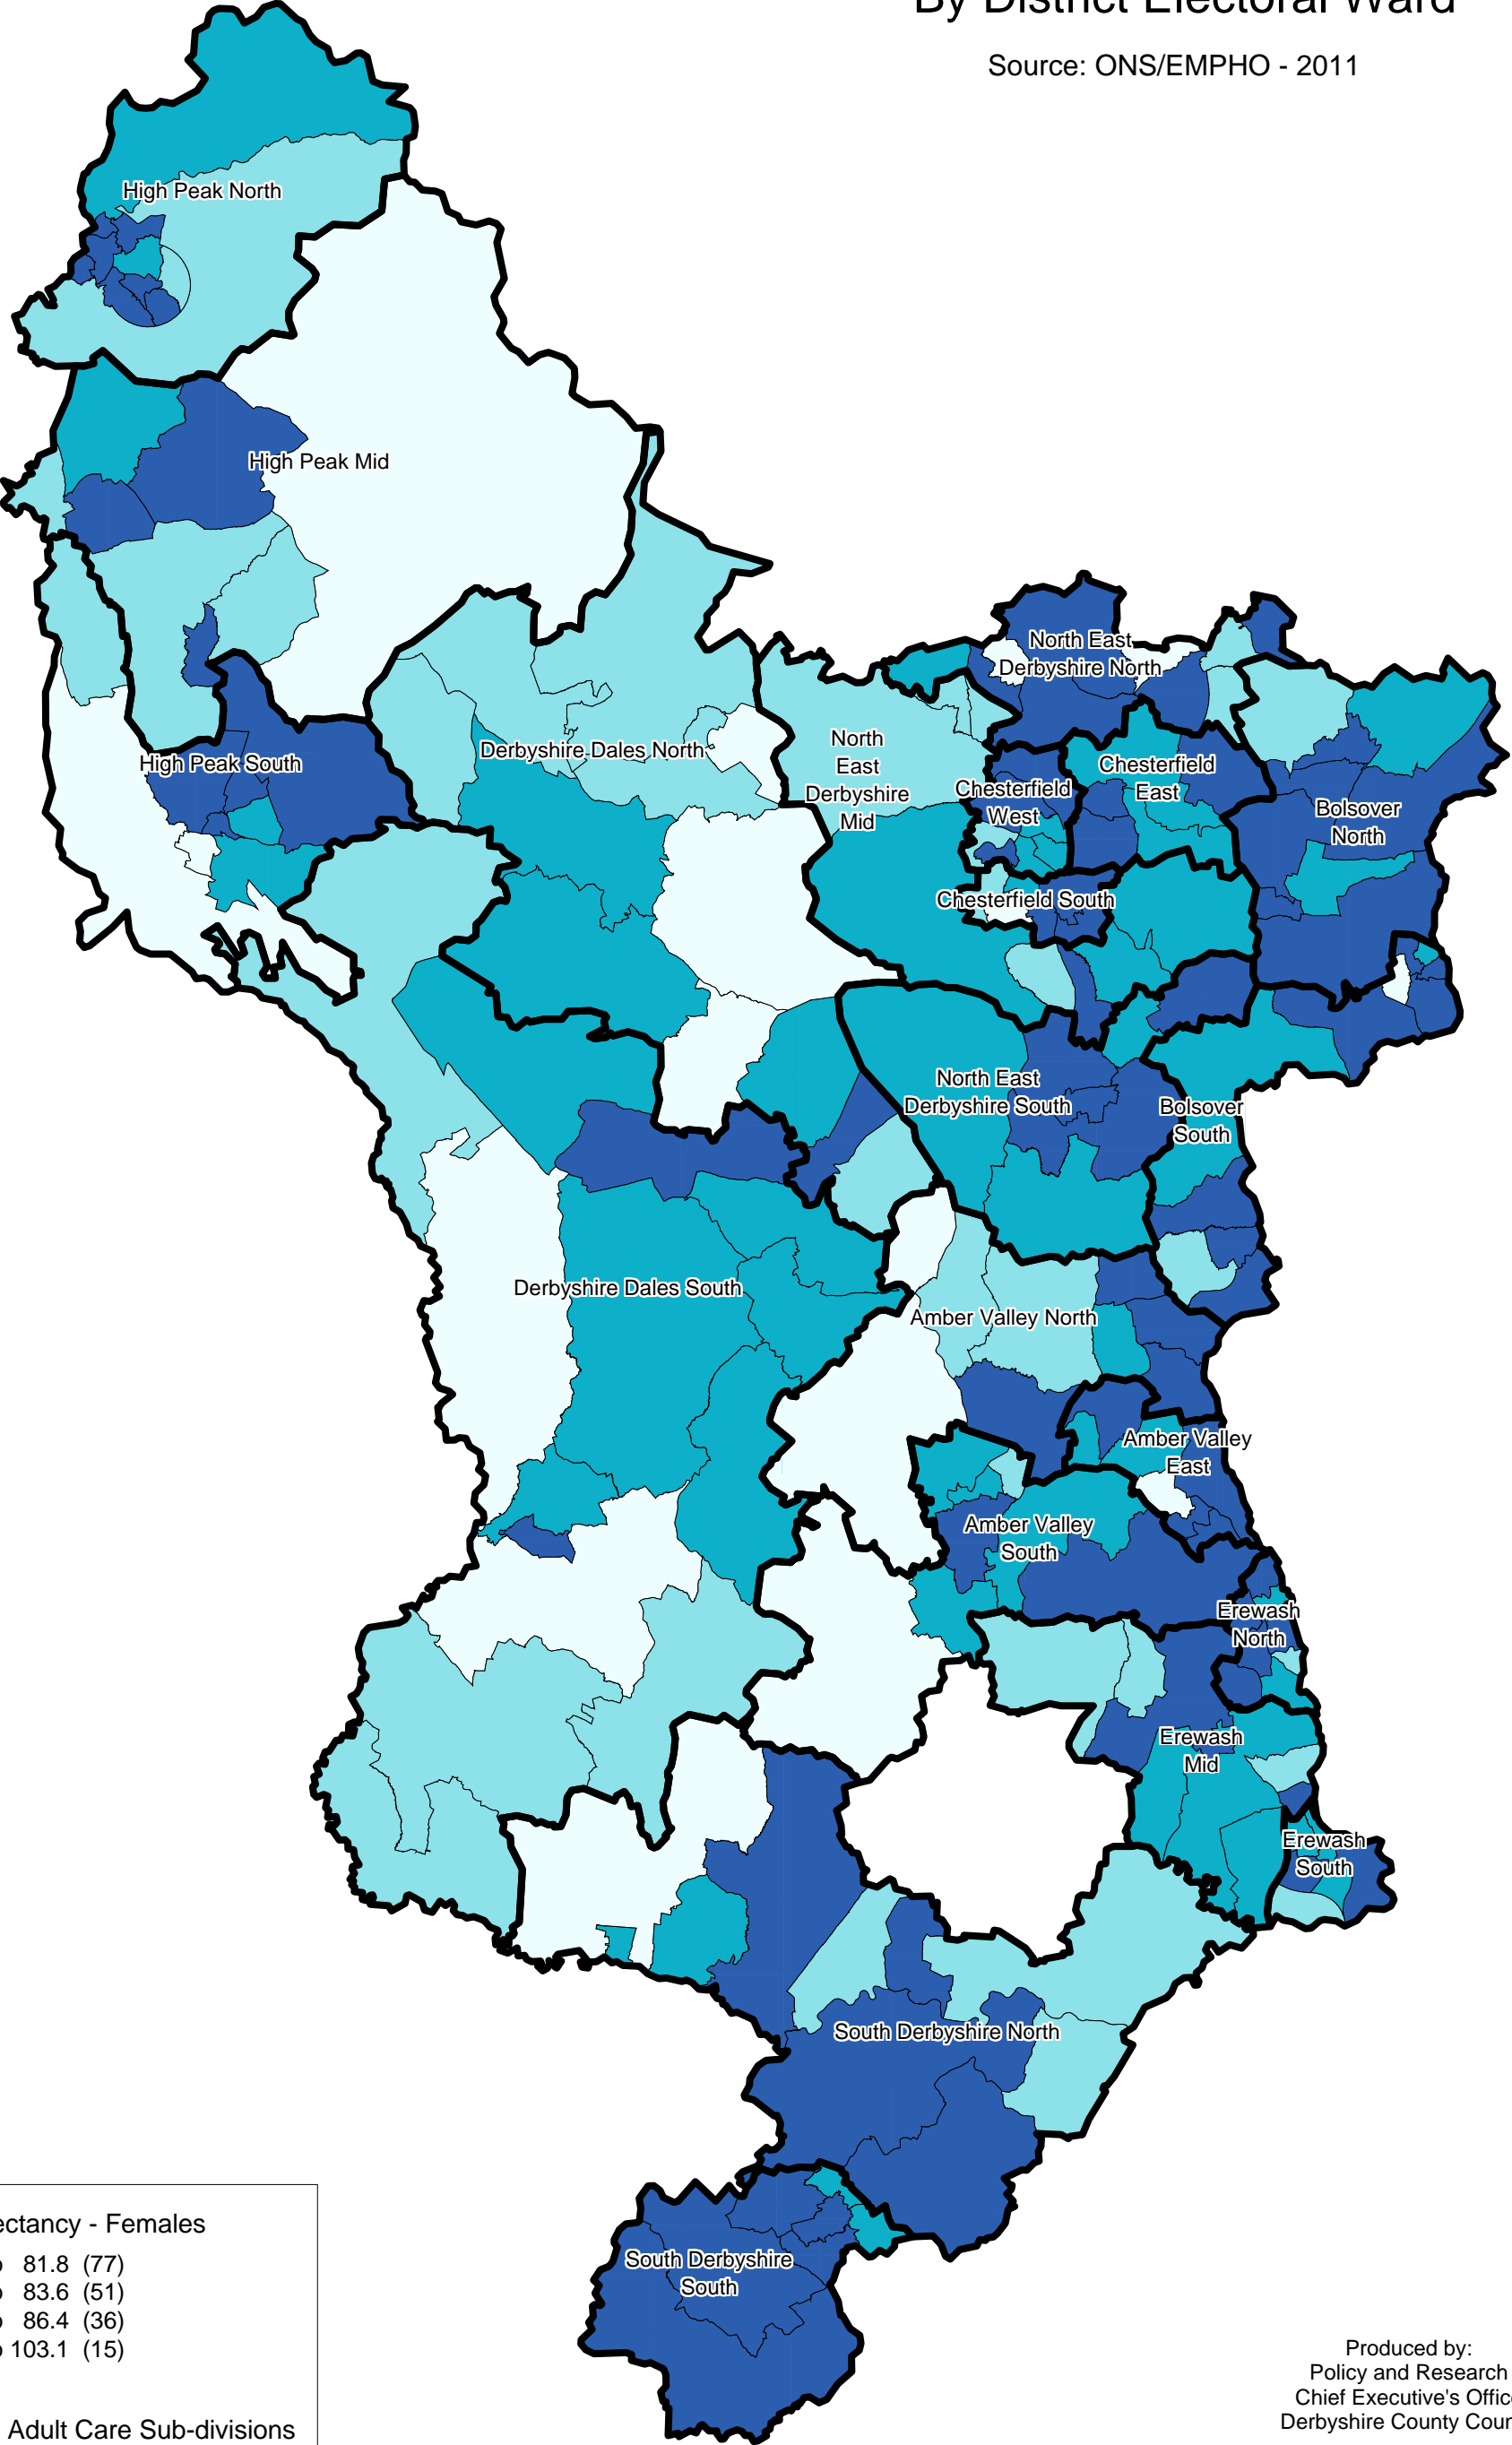 By District Electoral Ward
Source: ONS/EMPHO - 2011
High Peak North
High Peak Mid
North East
Derbyshire North
Derbyshire Dales North
North
East
Derbyshire
Mid
High Peak South
Chesterfield
East
Chesterfield
West
Bolsover
North
Chesterfield South
North East
Derbyshire South
Bolsover
South
Derbyshire Dales South
Amber Valley North
Amber Valley
East
Amber Valley
South
Erewash
North
Erewash
Mid
Erewash
South
South Derbyshire North
South Derbyshire
South
ectancy - Females
81.8 (77)
83.6 (51)
86.4 (36)
103.1 (15)
Adult Care Sub-divisions
Produced by:
Policy and Research
Chief Executive's Offic
Derbyshire County Coun